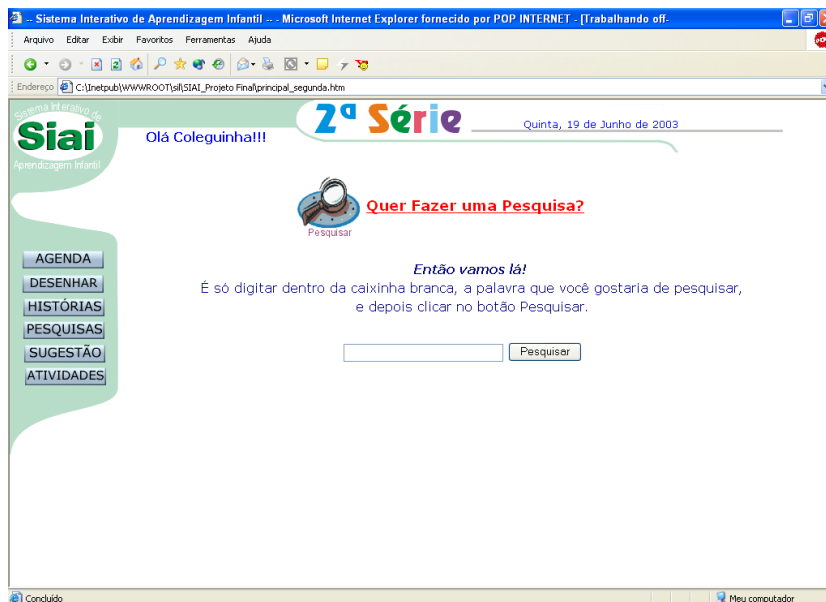 -- Sistema Interativo de Aprendizagem Infantil -- - Microsoft Internet Explorer fornecido por POP INTERNET - [Trabalhando off-
Arquivo Editar Exibir Favoritos Ferramentas Ajuda
Endereço C:\Inetpub\WWWROOT\sil\SIAI_Projeto Final\principal_segunda.htm
Sistema Interativo de
Siai
Aprendizagem Infantil
Olá Coleguinha!!!
2ª Série
Quinta, 19 de Junho de 2003
Quer Fazer uma Pesquisa?
Pesquisar
Então vamos lá!
É só digitar dentro da caixinha branca, a palavra que você gostaria de pesquisar,
e depois clicar no botão Pesquisar.
Pesquisar
AGENDA
DESENHAR
HISTÓRIAS
PESQUISAS
SUGESTÃO
ATIVIDADES
Concluído
Meu computador